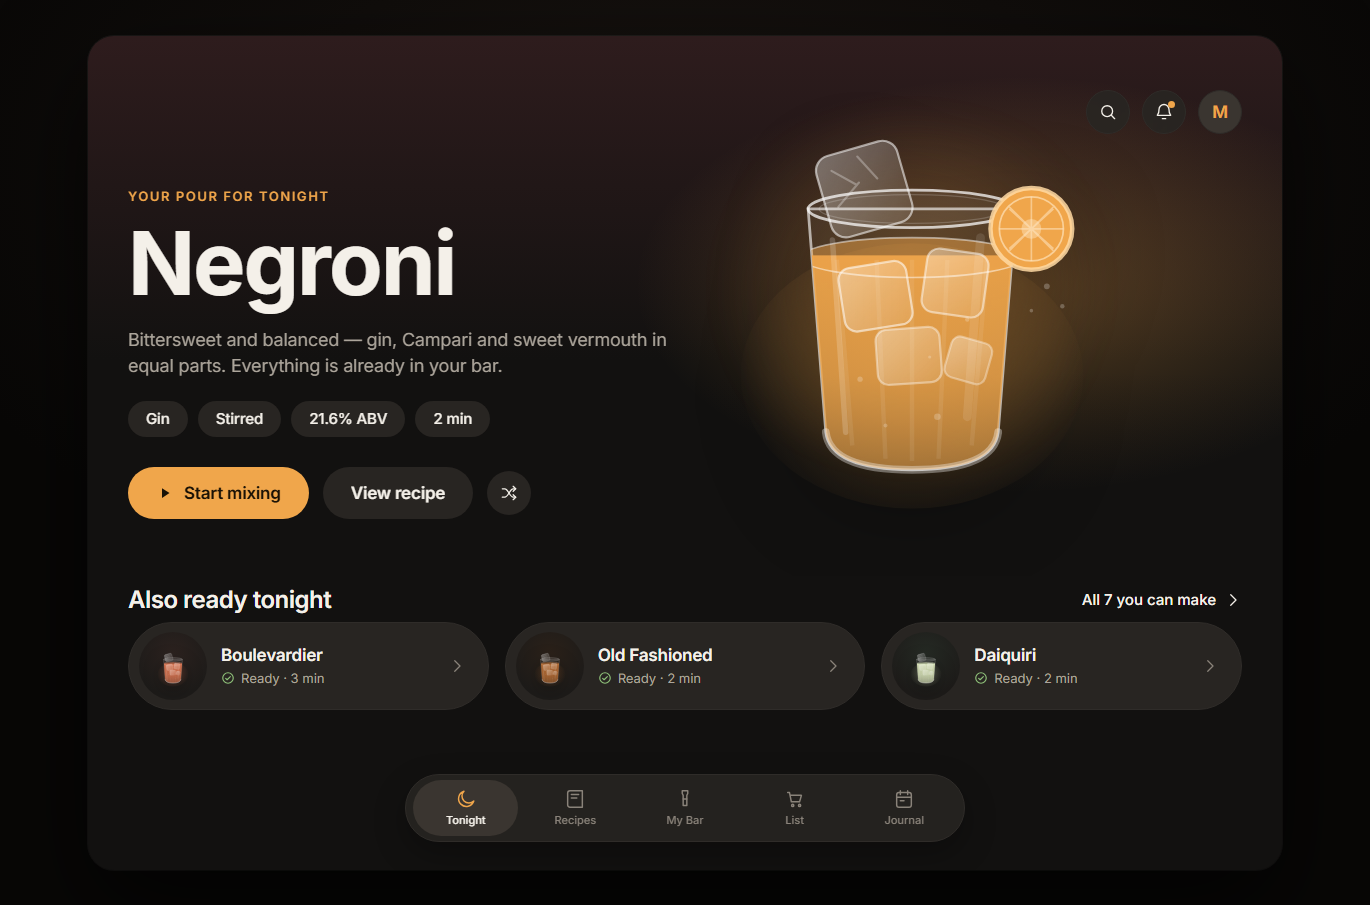 M
YOUR POUR FOR TONIGHT
Negroni
Bittersweet and balanced — gin, Campari and sweet vermouth in
equal parts. Everything is already in your bar.
Gin
Stirred
21.6% ABV
2 min
Start mixing
View recipe
Also ready tonight
All 7 you can make
Boulevardier
Ready · 3 min
Old Fashioned
Ready · 2 min
Daiquiri
Ready · 2 min
Tonight
Recipes
My Bar
List
Journal